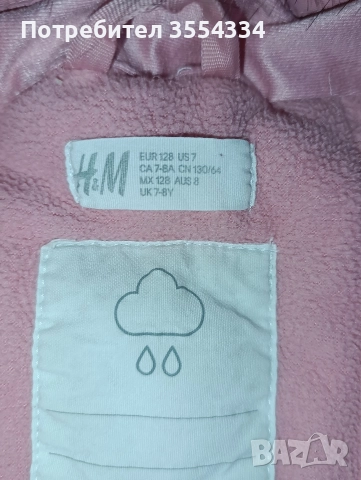 Потребител 3554334
H&M
EUR 128 US 7
CA 7-8A CN 130/64
MX 128 AUS 8
UK 7-8Y
BAZAR